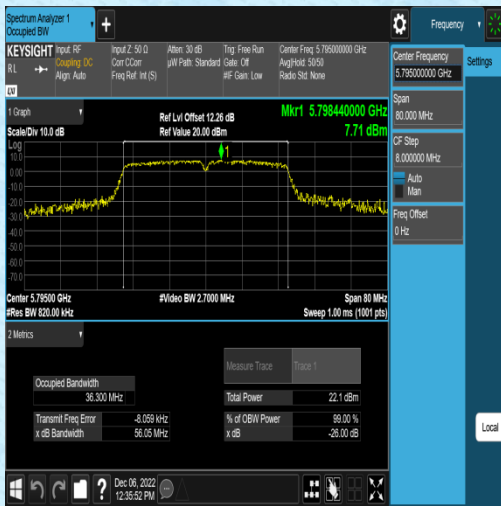 Spectrum Analyzer 1
Occupied BW
Frequency
KEYSIGHT
RL
LXI
Input: RF
Coupling: DC
Align: Auto
Input Z: 50 Ω
Corr CCorr
Freq Ref: Int (S)
Atten: 30 dB
µW Path: Standard
Trig: Free Run
Gate: Off
#IF Gain: Low
Center Freq: 5.795000000 GHz
Avg|Hold: 50/50
Radio Std: None
Center Frequency
5.795000000 GHz
Settings
Span
80.000 MHz
CF Step
8.000000 MHz
Auto
Man
Freq Offset
0 Hz
Local
1 Graph
Scale/Div 10.0 dB
Ref Lvl Offset 12.26 dB
Ref Value 20.00 dBm
Mkr1 5.798440000 GHz
7.71 dBm
Log
10.0
0.00
-10.0
-20.0
-30.0
-40.0
-50.0
-60.0
-70.0
1
Center 5.79500 GHz
#Res BW 820.00 kHz
#Video BW 2.7000 MHz
Span 80 MHz
Sweep 1.00 ms (1001 pts)
2 Metrics
Measure Trace
Trace 1
Occupied Bandwidth
36.300 MHz
Total Power
22.1 dBm
Transmit Freq Error
-8.059 kHz
% of OBW Power
99.00 %
x dB Bandwidth
56.05 MHz
x dB
-26.00 dB
?
Dec 06, 2022
12:35:52 PM